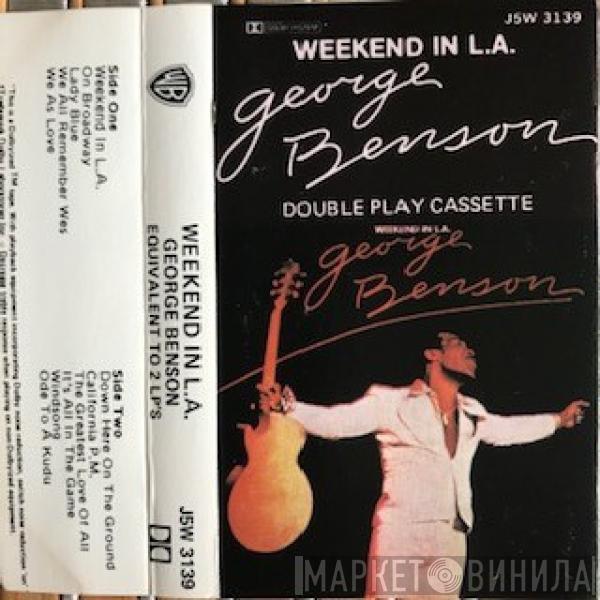 J5W 3139
WEEKEND IN L.A.
george
Benson
DOUBLE PLAY CASSETTE
WEEKEND IN L.A.
george
Benson
WB
WEEKEND IN L.A.
GEORGE BENSON
EQUIVALENT TO 2 LP'S
J5W 3139
Side One
Weekend In L.A.
On Broadway
Lady Blue
We All Remember Wes
We As Love
Side Two
Down Here On The Ground
California P.M.
The Greatest Love Of All
It's All In The Game
Windsong
Ode To A Kudu
МАРКЕТ ВИНИЛА